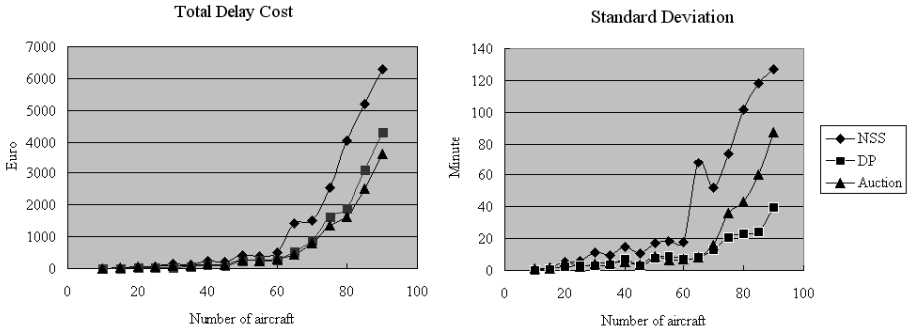 Total Delay Cost
7000
6000
5000
4000
3000
2000
1000
0
Euro
0 20 40 60 80 100
Number of aircraft
Standard Deviation
140
120
100
80
60
40
20
0
Minute
0 20 40 60 80 100
Number of aircraft
NSS
DP
Auction